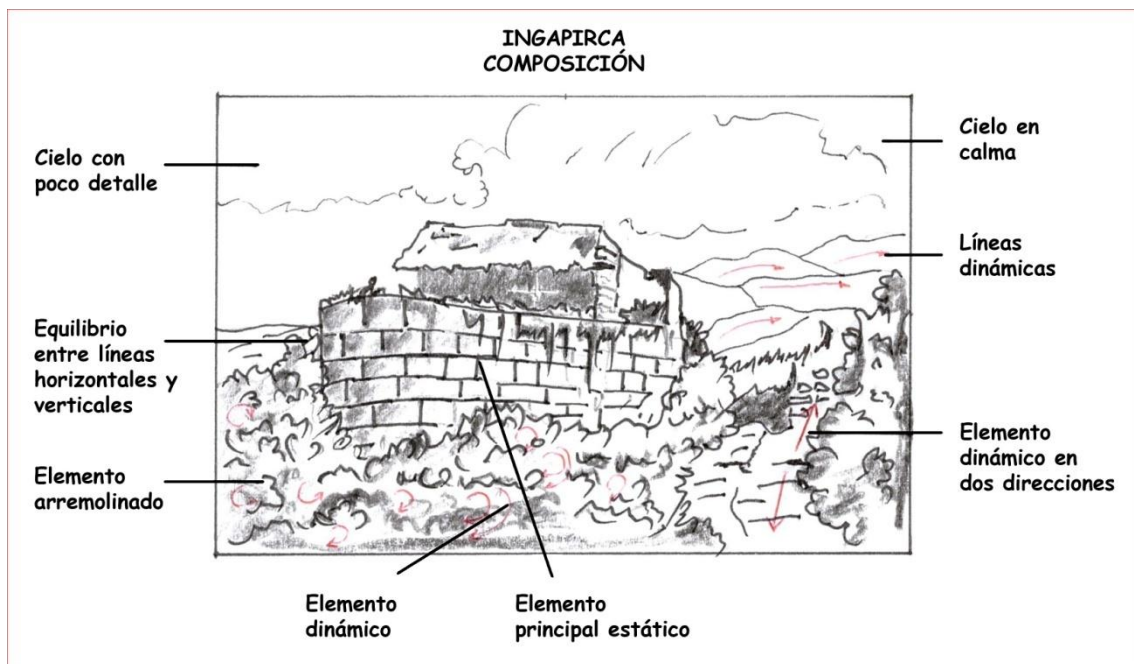 INGAPIRCA
COMPOSICIÓN
Cielo con
poco detalle
Cielo en
calma
Líneas
dinámicas
Equilibrio
entre líneas
horizontales y
verticales
Elemento
arremolinado
Elemento
dinámico en
dos direcciones
Elemento
dinámico
Elemento
principal estático